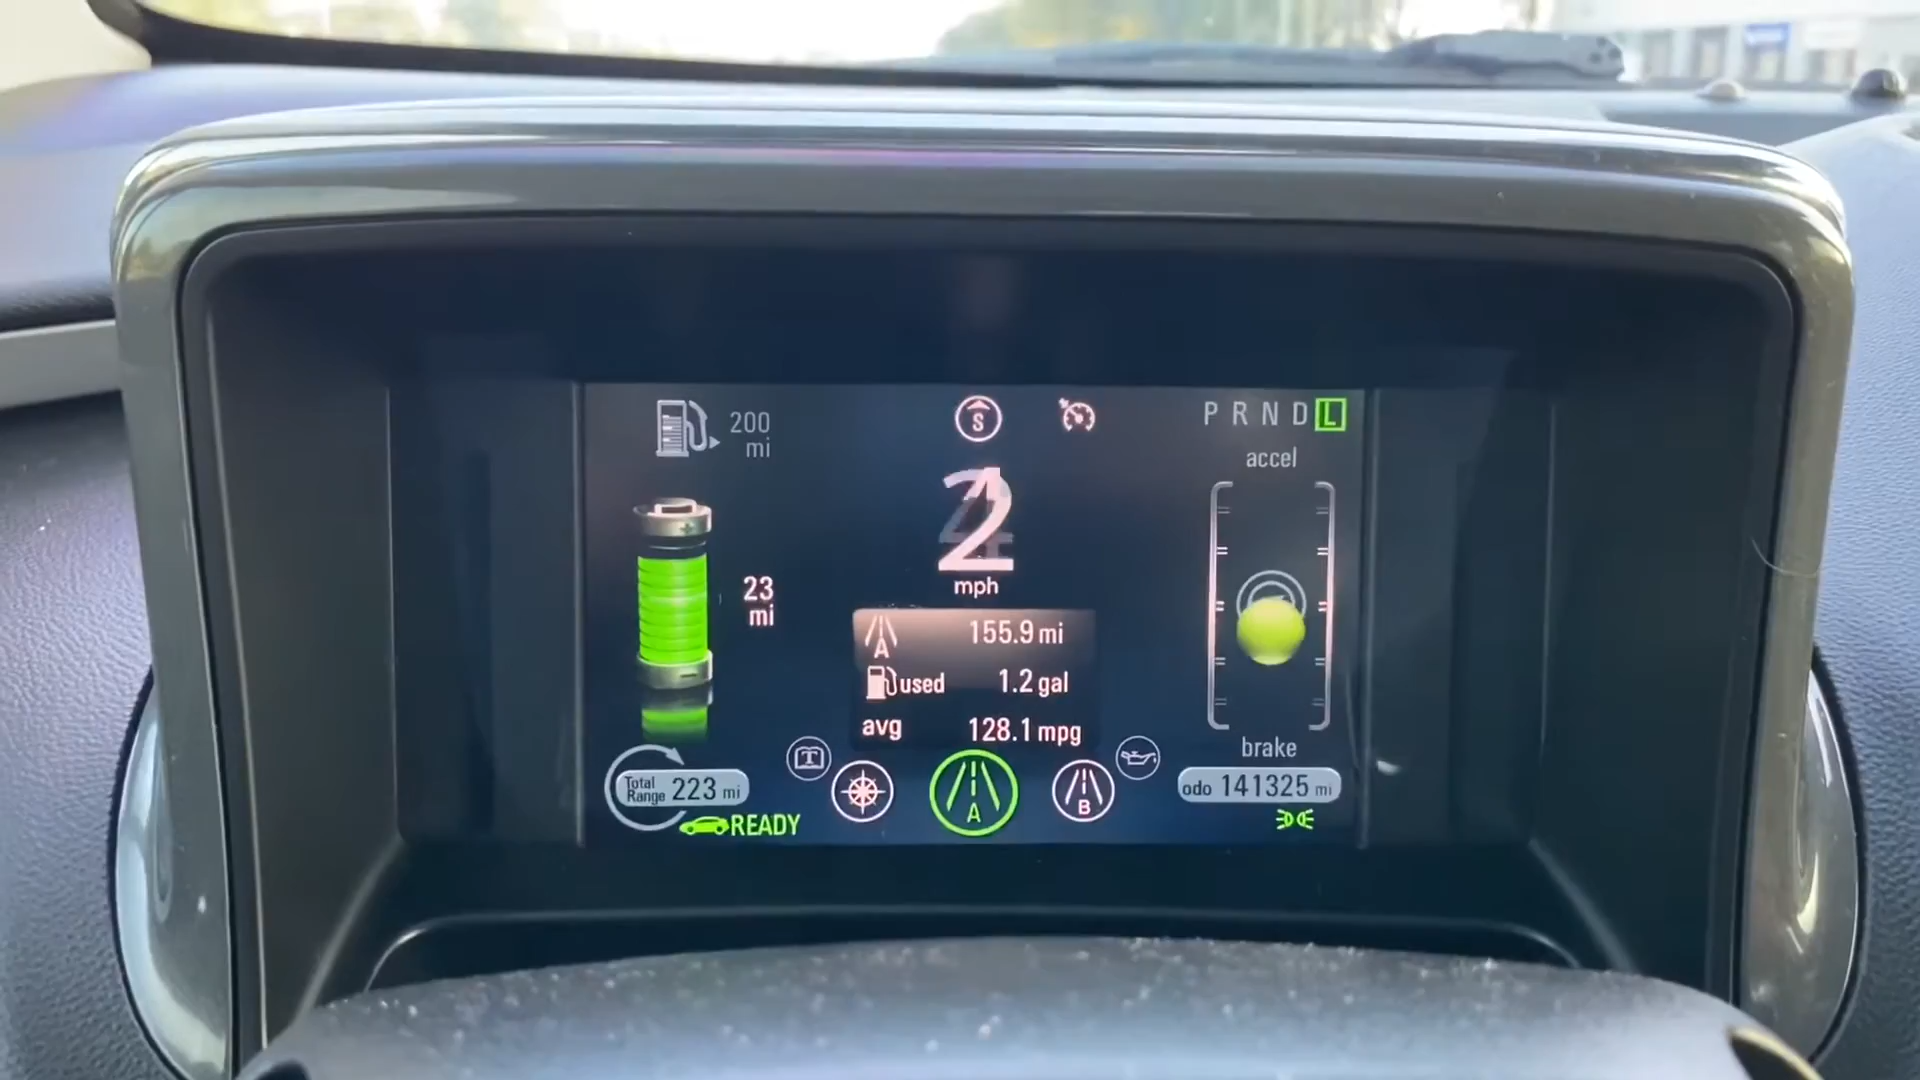 200
mi
S
P R N D L
accel
2
mph
23
mi
A
155.9 mi
used
1.2 gal
avg
128.1 mpg
brake
T
Total
Range
223 mi
A
B
odo 141325 mi
READY